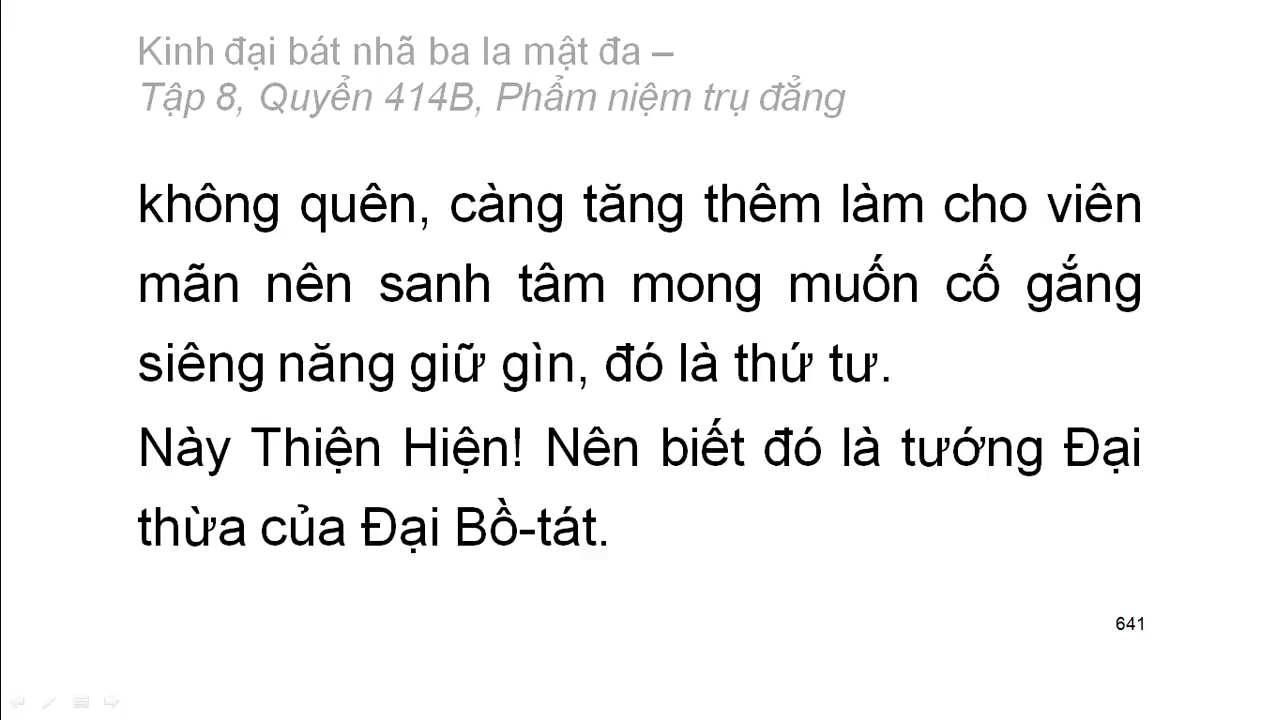 Kinh đại bát nhã ba la mật đa –
Tập 8, Quyển 414B, Phẩm niệm trụ đẳng
không quên, càng tăng thêm làm cho viên
mãn nên sanh tâm mong muốn cố gắng
siêng năng giữ gìn, đó là thứ tư.
Này Thiện Hiện! Nên biết đó là tướng Đại
thừa của Đại Bồ-tát.
641